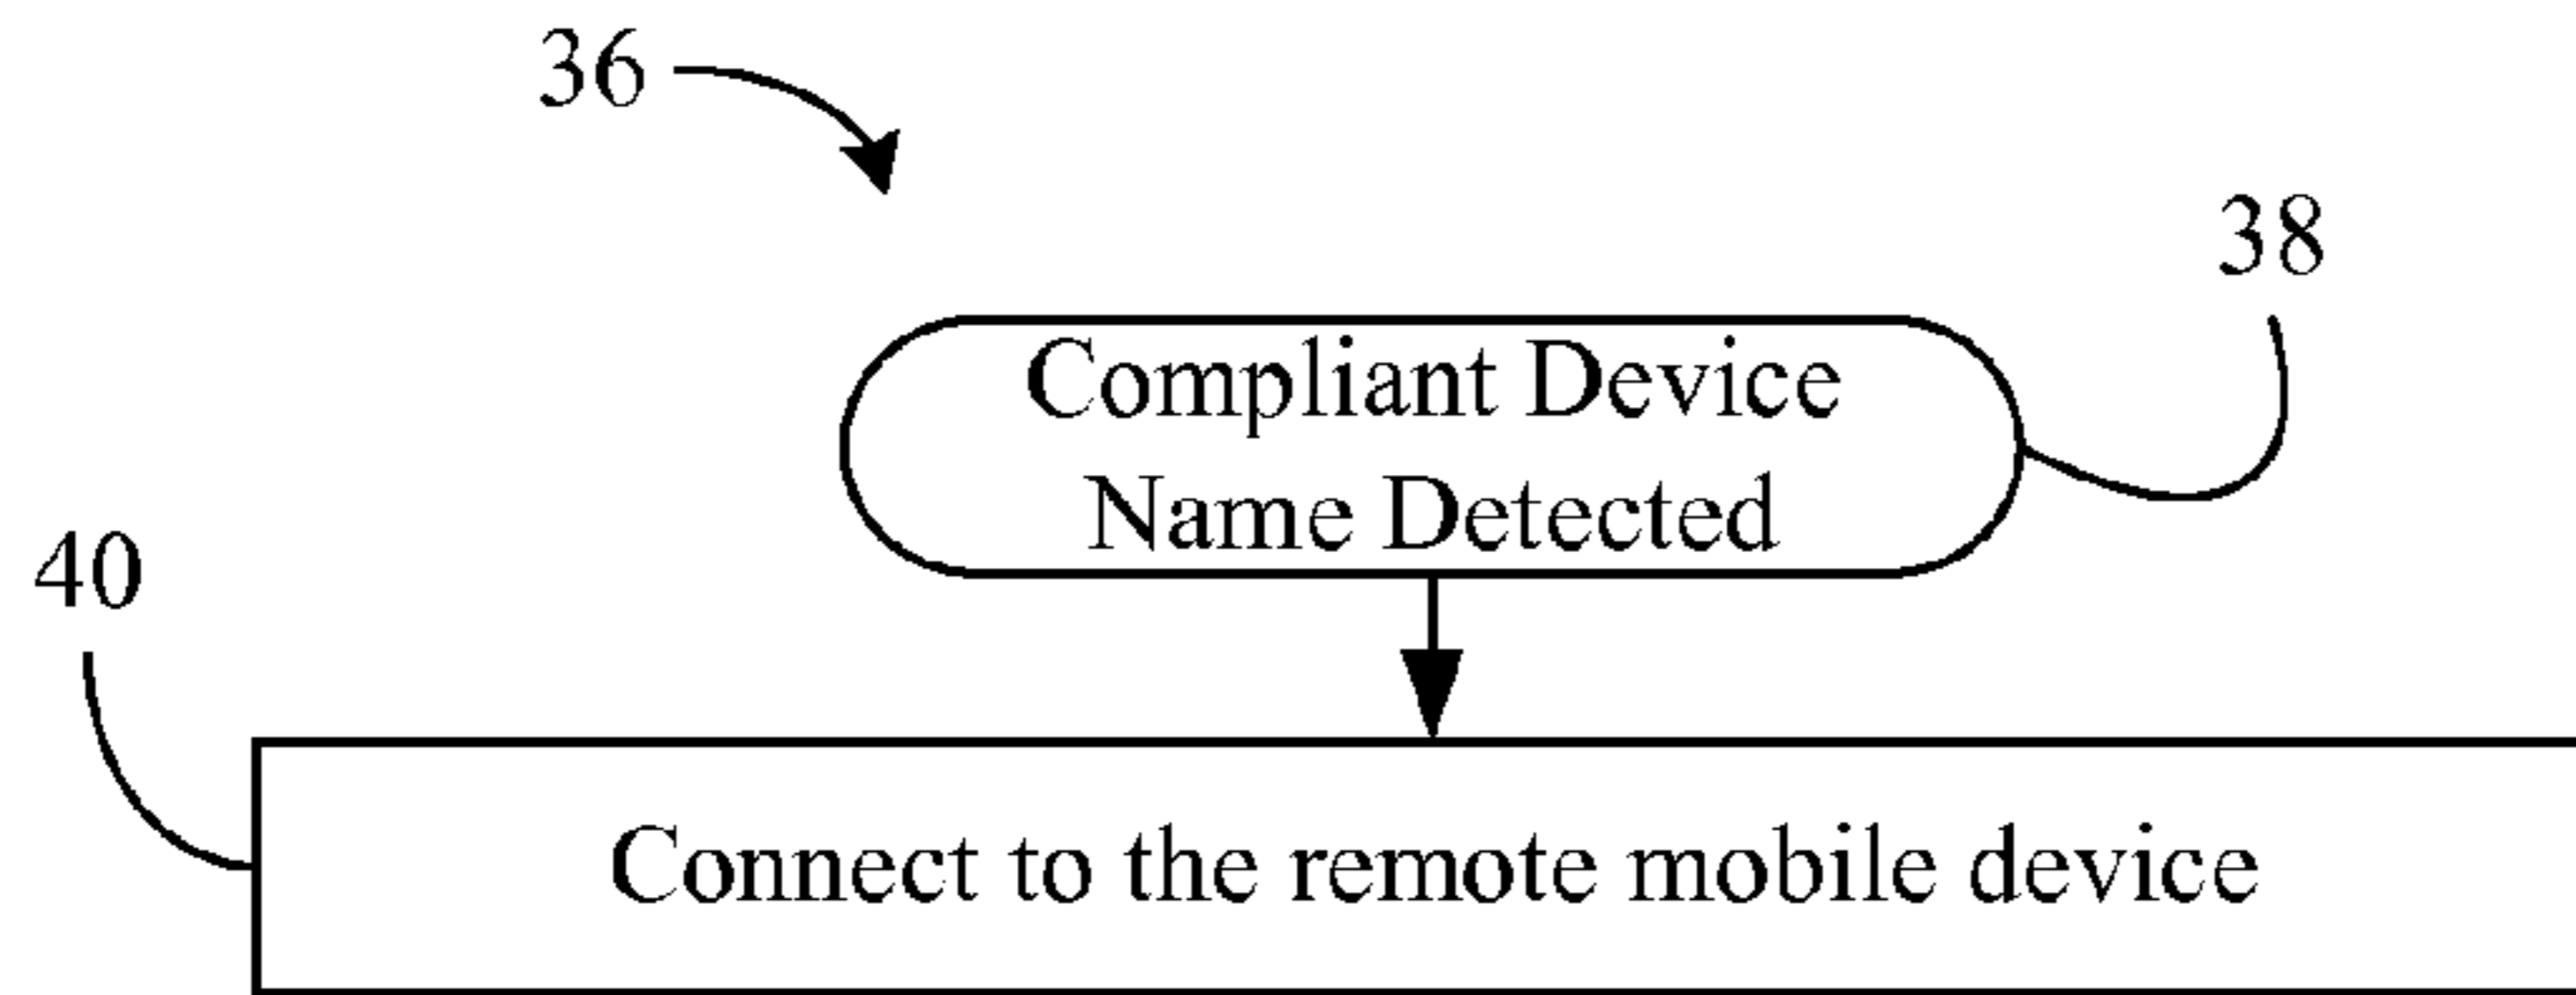 36
38
Compliant Device
Name Detected
40
Connect to the remote mobile device